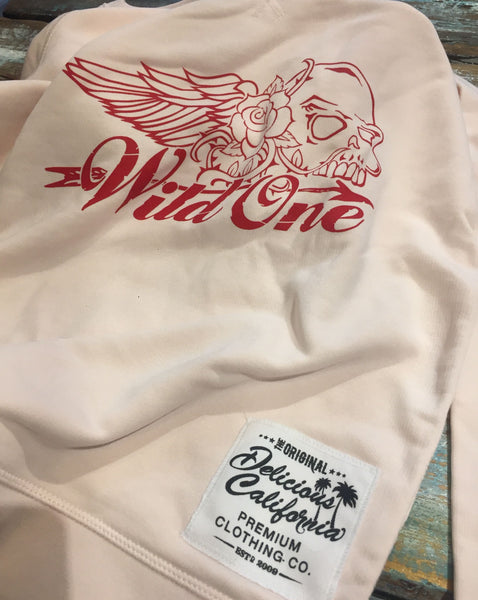 Wild One
THE ORIGINAL
Delicious
California
PREMIUM
CLOTHING CO.
ESTD 2009